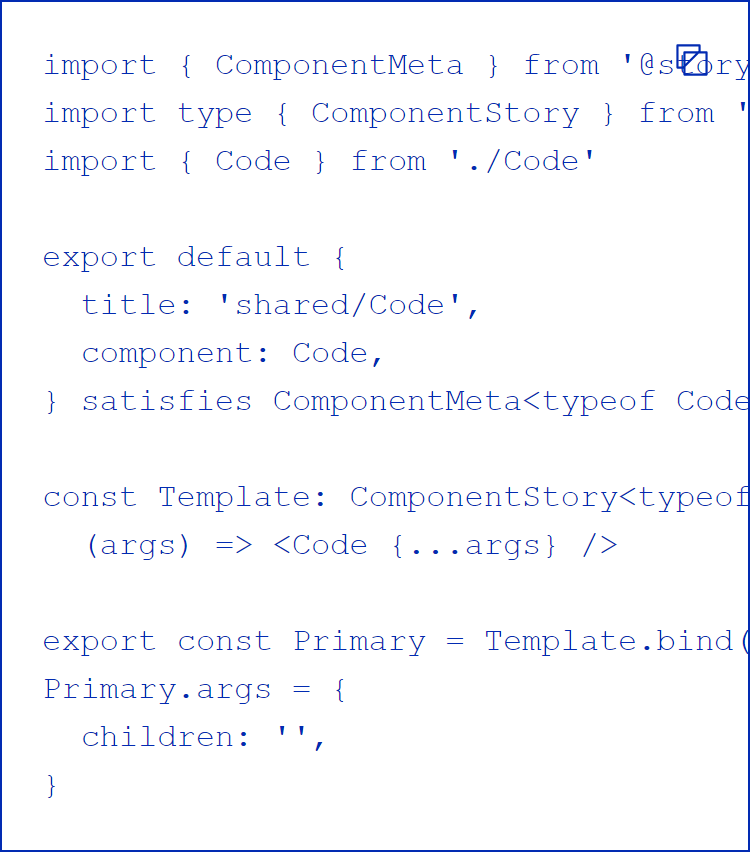 import { ComponentMeta } from '@story
import type { ComponentStory } from '
import { Code } from './Code'
export default {
  title: 'shared/Code',
  component: Code,
} satisfies ComponentMeta<typeof Code
const Template: ComponentStory<typeof
  (args) => <Code {...args} />
export const Primary = Template.bind(
Primary.args = {
  children: '',
}